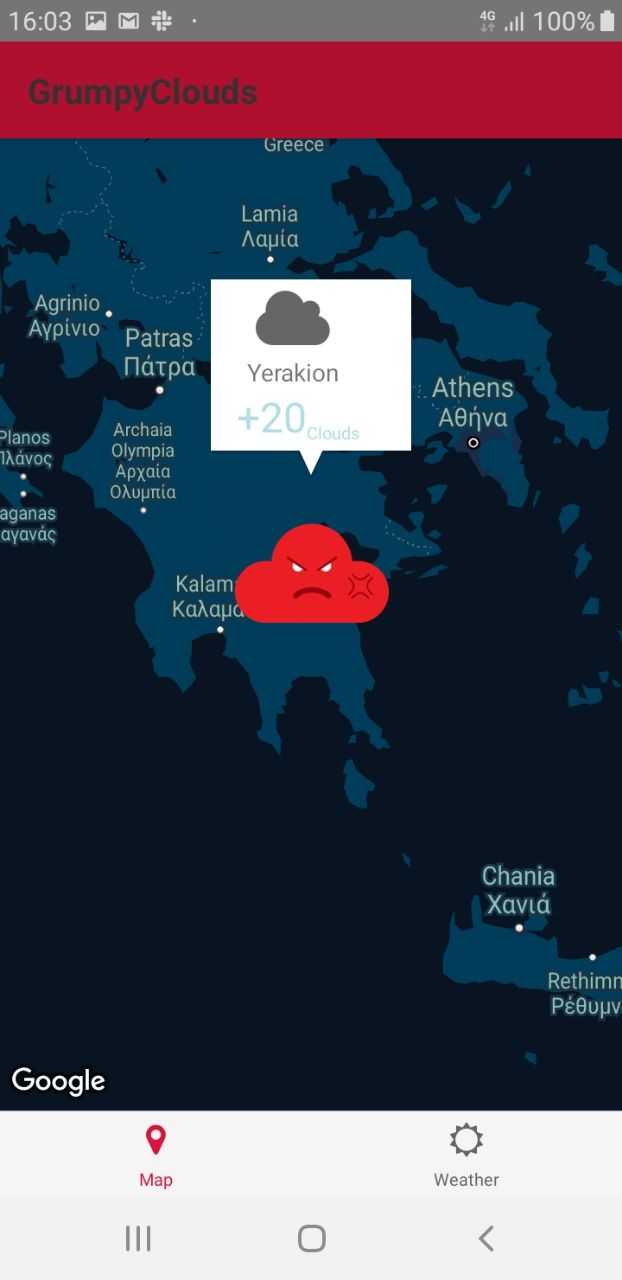 16:03
4G
100%
GrumpyClouds
Greece
Lamia
Λαμία
Agrinio
Αγρίνιο
Patras
Πάτρα
Yerakion
+20
Clouds
Athens
Αθήνα
Planos
Πλάνος
Archaia
Olympia
Αρχαία
Ολυμπία
aganas
αγανάς
Kalam
Καλαμα
Chania
Χανιά
Rethimn
Ρέθυμν
Google
Map
Weather